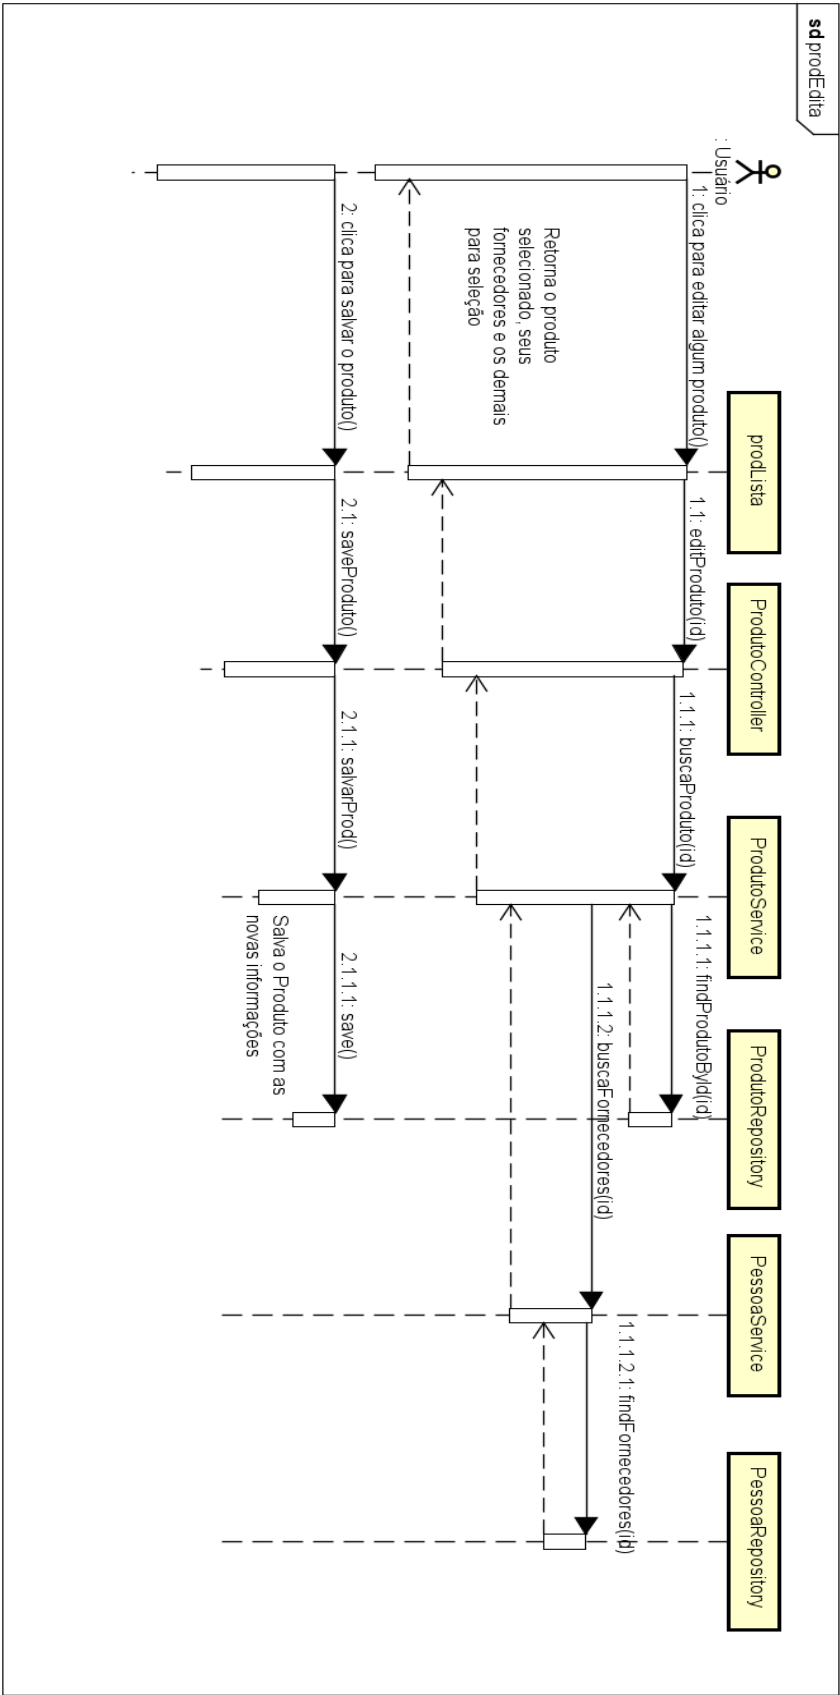 sd prodEdita
: Usuário
prodLista
ProdutoController
ProdutoService
ProdutoRepository
PessoaService
PessoaRepository
1: clica para editar algum produto()
1.1: editProduto(id)
1.1.1: buscaProduto(id)
1.1.1.1: findProdutoById(id)
1.1.1.2: buscaFornecedores(id)
1.1.1.2.1: findFornecedores(id)
Retorna o produto
selecionado, seus
fornecedores e os demais
para seleção
2: clica para salvar o produto()
2.1: saveProduto()
2.1.1: salvarProd()
2.1.1.1: save()
Salva o Produto com as
novas informações